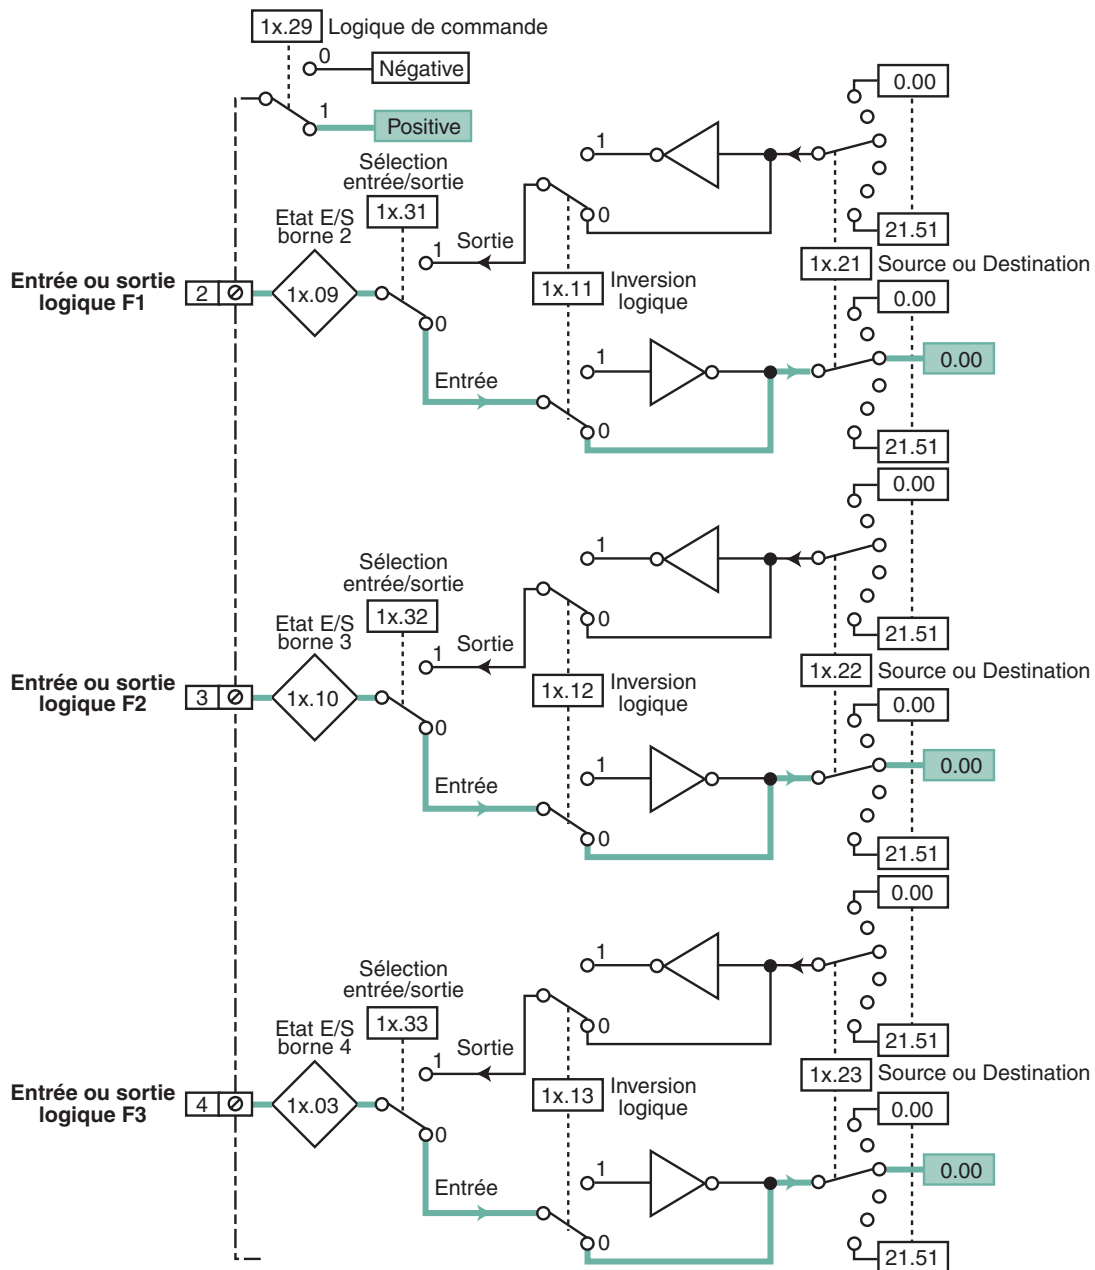 1x.29 Logique de commande
0
Négative
1
Positive
0.00
21.51
Sélection
entrée/sortie
1x.31
1
0
Etat E/S
borne 2
1
Sortie
Entrée ou sortie
logique F1
2
1x.09
0
1x.11
Inversion
logique
1x.21 Source ou Destination
0.00
1
0.00
Entrée
0
21.51
0.00
1
Sélection
entrée/sortie
1x.32
0
21.51
Etat E/S
borne 3
1
Sortie
Entrée ou sortie
logique F2
3
1x.10
0
1x.12
Inversion
logique
1x.22 Source ou Destination
0.00
1
0.00
Entrée
0
21.51
0.00
1
Sélection
entrée/sortie
1x.33
0
21.51
Etat E/S
borne 4
1
Sortie
Entrée ou sortie
logique F3
4
1x.03
0
1x.13
Inversion
logique
1x.23 Source ou Destination
0.00
1
0.00
Entrée
0
21.51